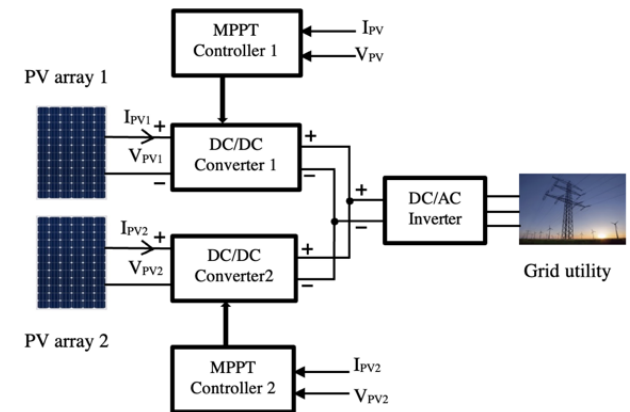 MPPT
Controller 1
IPV
VPV
PV array 1
IPV1
+
VPV1
−
DC/DC
Converter 1
+
−
+
−
DC/AC
Inverter
Grid utility
IPV2
+
VPV2
DC/DC
Converter2
+
−
PV array 2
MPPT
Controller 2
IPV2
VPV2